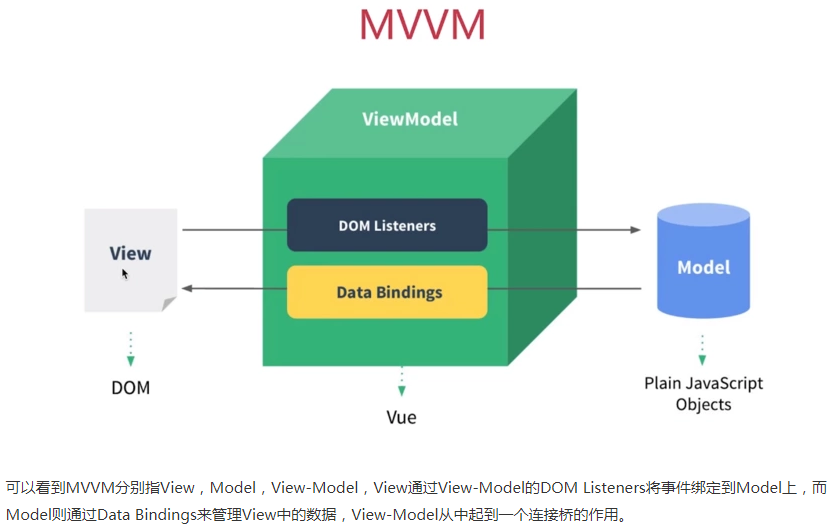 MVVM
ViewModel
DOM Listeners
View
Model
Data Bindings
DOM
Vue
Plain JavaScript
Objects
可以看到MVVM分别指View，Model，View-Model，View通过View-Model的DOM Listeners将事件绑定到Model上，而
Model则通过Data Bindings来管理View中的数据，View-Model从中起到一个连接桥的作用。